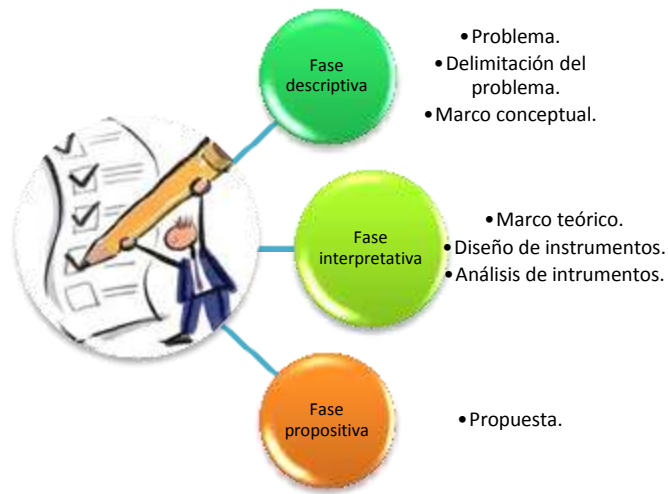 Fase
descriptiva
•Problema.
•Delimitación del
problema.
•Marco conceptual.
Fase
interpretativa
•Marco teórico.
•Diseño de instrumentos.
•Análisis de intrumentos.
Fase
propositiva
•Propuesta.